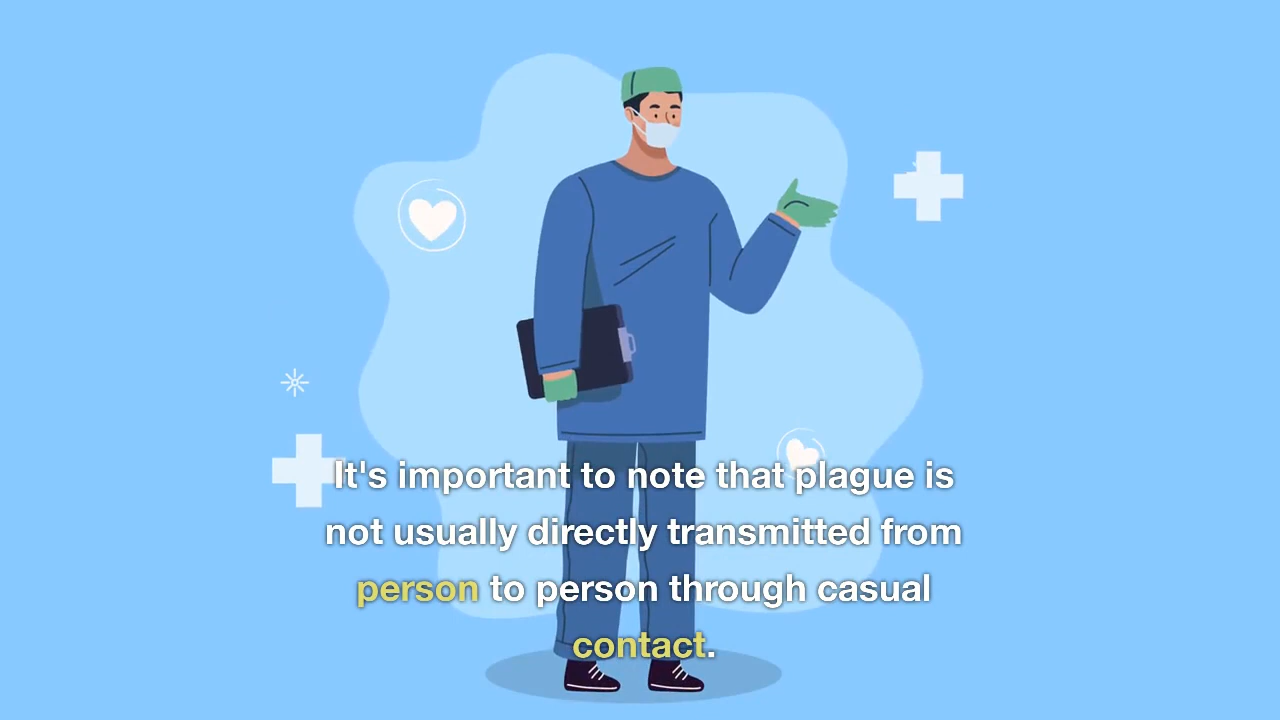 It's important to note that plague is
not usually directly transmitted from
person to person through casual
contact.